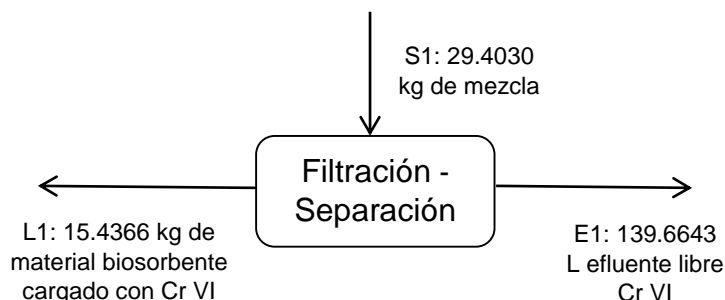 S1: 29.4030
kg de mezcla
Filtración -
Separación
L1: 15.4366 kg de
material biosorbente
cargado con Cr VI
E1: 139.6643
L efluente libre
Cr VI